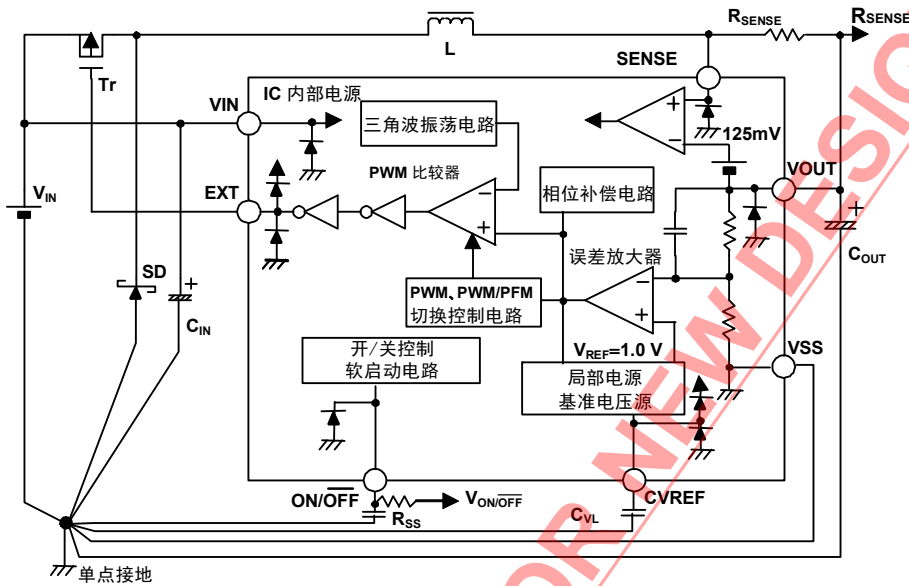 RSENSE
RSENSE
L
SENSE
Tr
VIN
IC 内部电源
三角波振荡电路
125mV
PWM 比较器
VOUT
VIN
EXT
相位补偿电路
误差放大器
COUT
SD
CIN
PWM、PWM/PFM
切换控制电路
VREF=1.0 V
VSS
开/关控制
软启动电路
局部电源
基准电压源
ON/OFF
VON/OFF
RSS
CVL
CVREF
单点接地
OR NEW DESIG